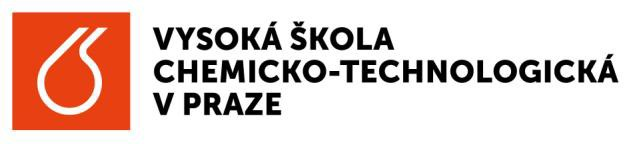 VYSOKÁ ŠKOLA
CHEMICKO-TECHNOLOGICKÁ
V PRAZE